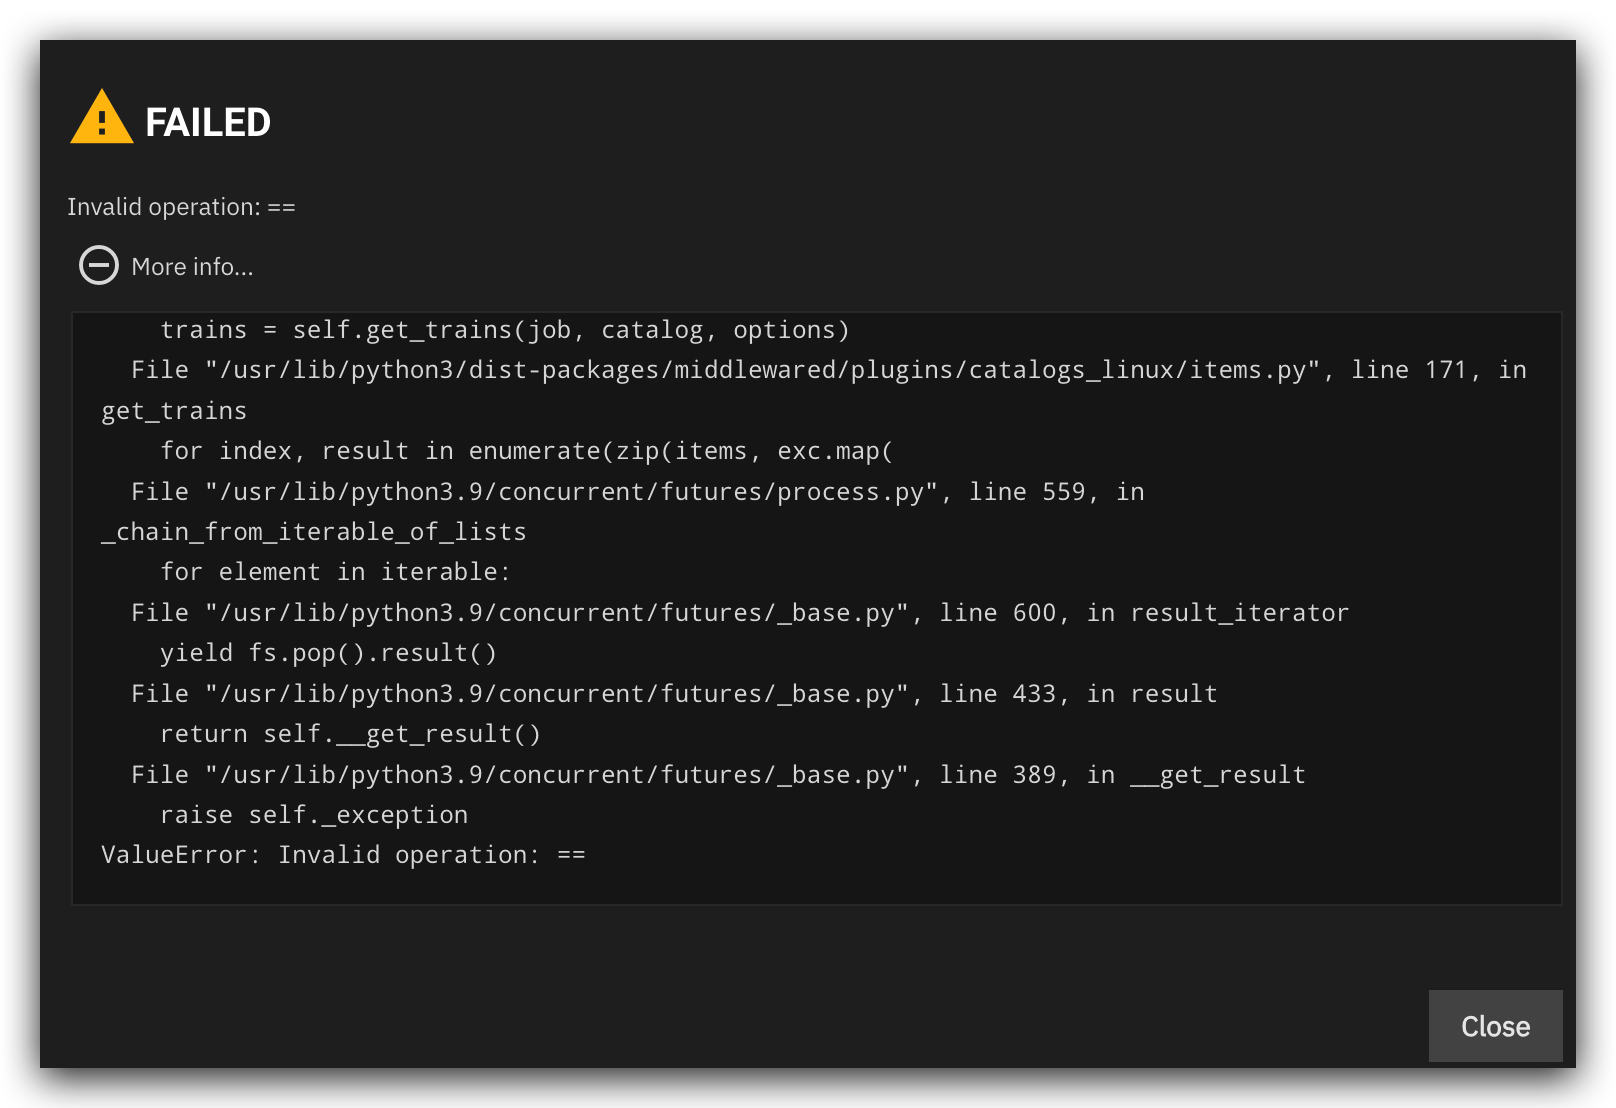 FAILED
Invalid operation: ==
More info...
    trains = self.get_trains(job, catalog, options)
  File "/usr/lib/python3/dist-packages/middlewared/plugins/catalogs_linux/items.py", line 171, in
get_trains
    for index, result in enumerate(zip(items, exc.map(
  File "/usr/lib/python3.9/concurrent/futures/process.py", line 559, in
_chain_from_iterable_of_lists
    for element in iterable:
  File "/usr/lib/python3.9/concurrent/futures/_base.py", line 600, in result_iterator
    yield fs.pop().result()
  File "/usr/lib/python3.9/concurrent/futures/_base.py", line 433, in result
    return self.__get_result()
  File "/usr/lib/python3.9/concurrent/futures/_base.py", line 389, in __get_result
    raise self._exception
ValueError: Invalid operation: ==
Close